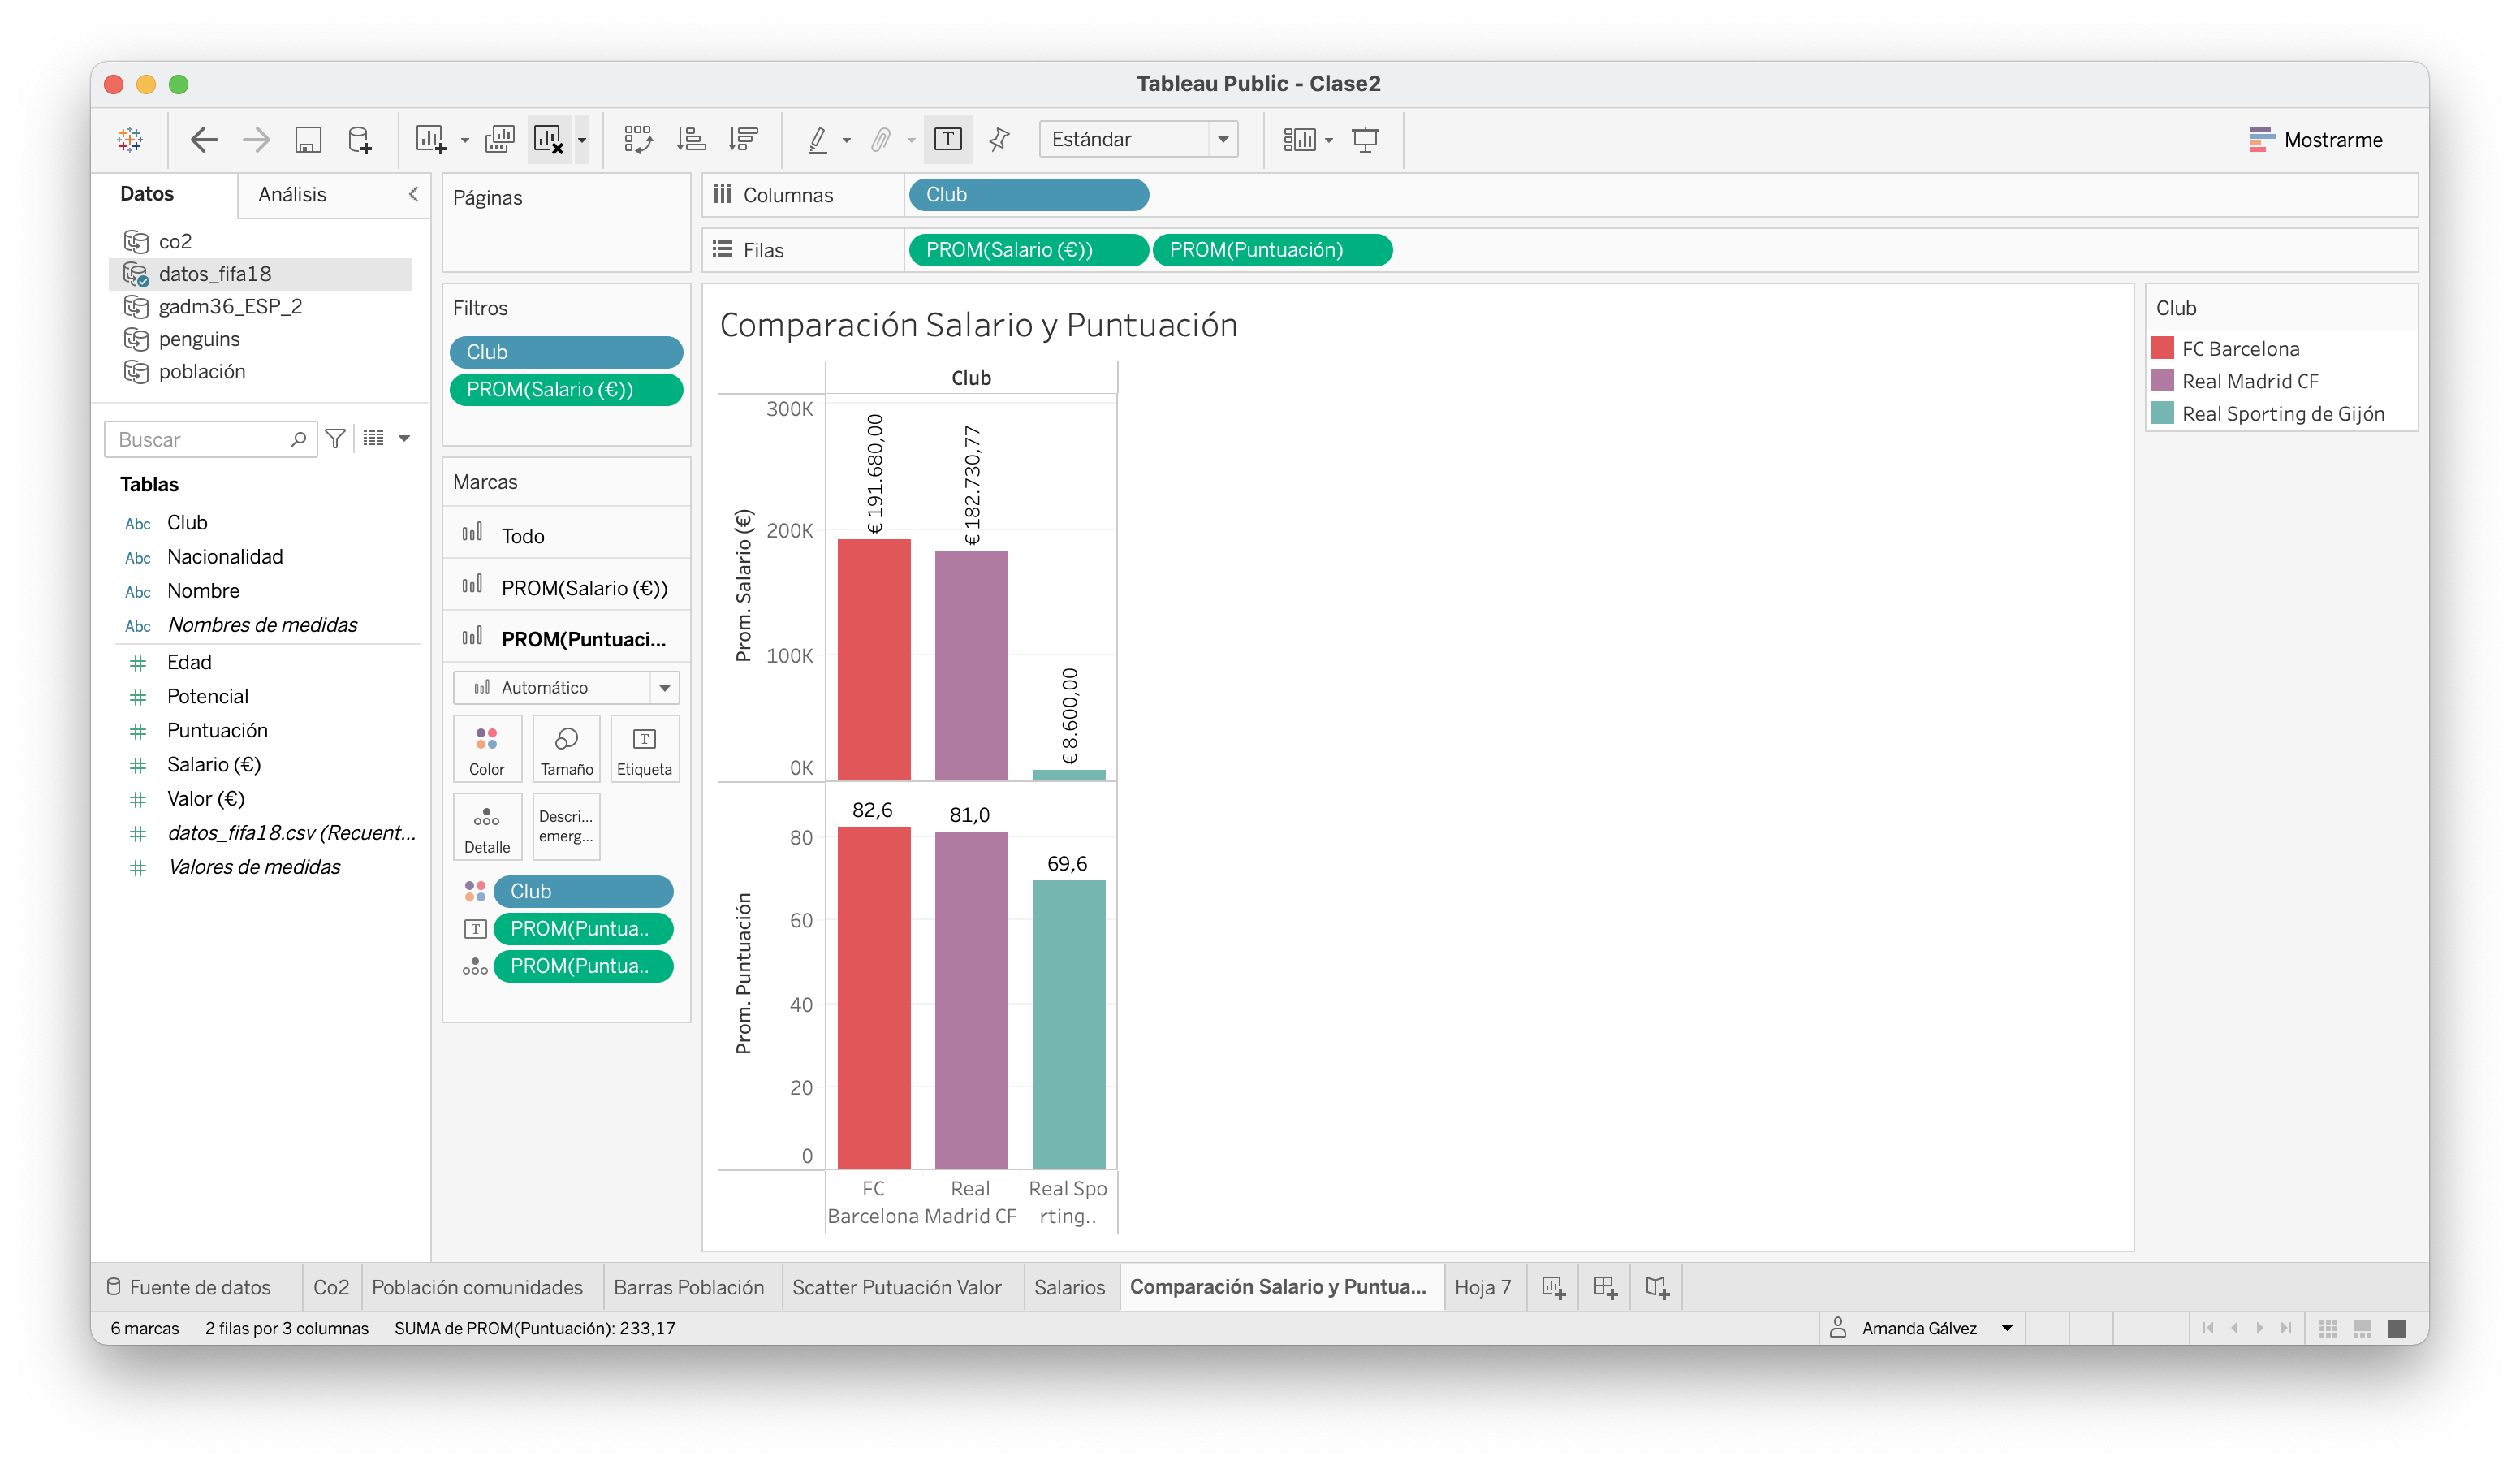 Tableau Public - Clase2
Estándar
Mostrarme
Datos
Análisis
co2
datos_fifa18
gadm36_ESP_2
penguins
población
Buscar
Tablas
Abc Club
Abc Nacionalidad
Abc Nombre
Abc Nombres de medidas
Edad
Potencial
Puntuación
Salario (€)
Valor (€)
datos_fifa18.csv (Recuent...
Valores de medidas
Páginas
Filtros
Club
PROM(Salario (€))
Marcas
Todo
PROM(Salario (€))
PROM(Puntuaci...
Automático
Color
Tamaño
T
Etiqueta
Detalle
Descri...
emerg...
Club
T PROM(Puntua..
PROM(Puntua..
Columnas
Club
Filas
PROM(Salario (€))
PROM(Puntuación)
Comparación Salario y Puntuación
Club
Prom. Salario (€)
300K
200K
100K
0K
€ 191.680,00
€ 182.730,77
€ 8.600,00
Prom. Puntuación
80
60
40
20
0
82,6
81,0
69,6
FC
Barcelona
Real
Madrid CF
Real Spo
rting..
Club
FC Barcelona
Real Madrid CF
Real Sporting de Gijón
Fuente de datos
Co2
Población comunidades
Barras Población
Scatter Putuación Valor
Salarios
Comparación Salario y Puntua...
Hoja 7
6 marcas
2 filas por 3 columnas
SUMA de PROM(Puntuación): 233,17
Amanda Gálvez